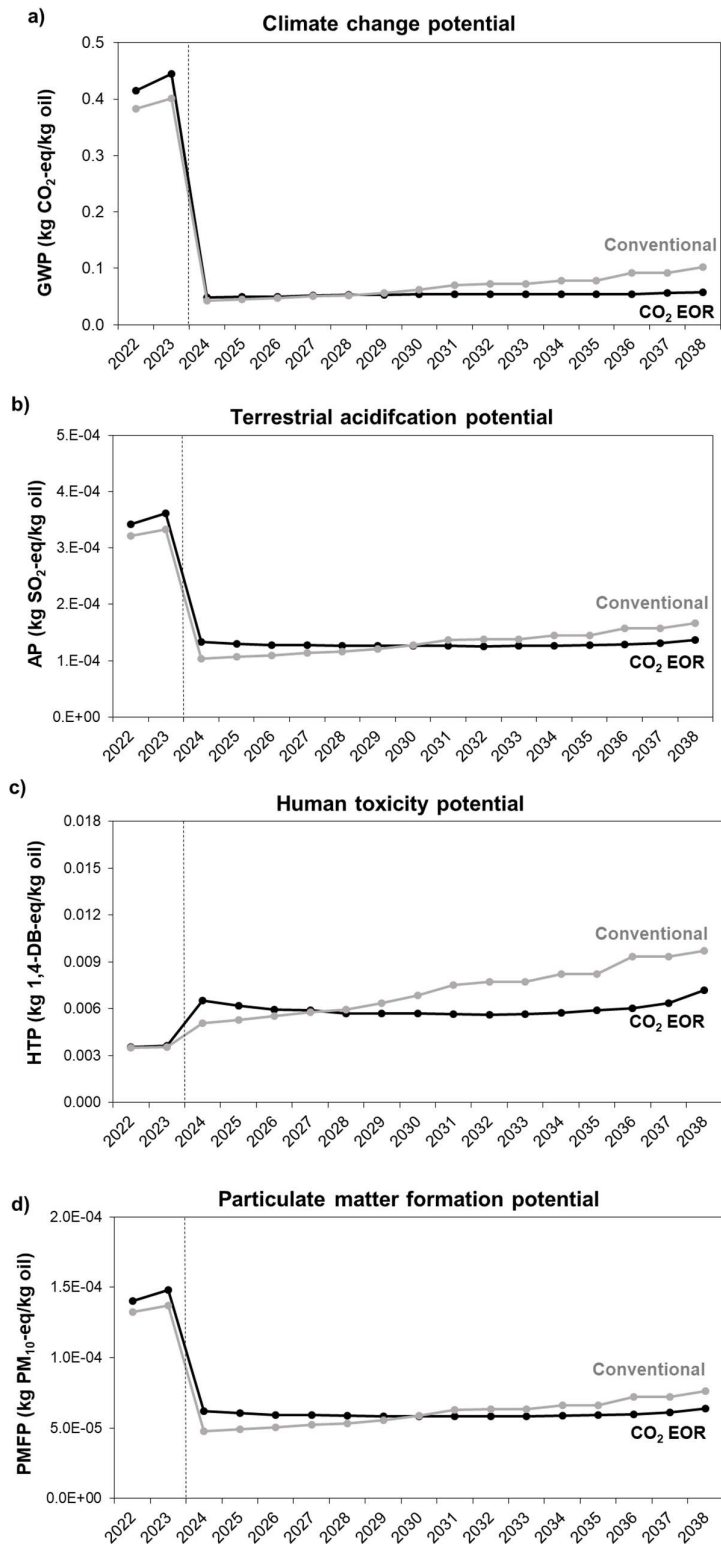 a)
Climate change potential
GWP (kg CO₂-eq/kg oil)
0.5
0.4
0.3
0.2
0.1
0.0
Conventional
CO₂ EOR
2022 2023 2024 2025 2026 2027 2028 2029 2030 2031 2032 2033 2034 2035 2036 2037 2038
b)
Terrestrial acidifcation potential
AP (kg SO₂-eq/kg oil)
5.E-04
4.E-04
3.E-04
2.E-04
1.E-04
0.E+00
Conventional
CO₂ EOR
2022 2023 2024 2025 2026 2027 2028 2029 2030 2031 2032 2033 2034 2035 2036 2037 2038
c)
Human toxicity potential
HTP (kg 1,4-DB-eq/kg oil)
0.018
0.015
0.012
0.009
0.006
0.003
0.000
Conventional
CO₂ EOR
2022 2023 2024 2025 2026 2027 2028 2029 2030 2031 2032 2033 2034 2035 2036 2037 2038
d)
Particulate matter formation potential
PMFP (kg PM₁₀-eq/kg oil)
2.0E-04
1.5E-04
1.0E-04
5.0E-05
0.0E+00
Conventional
CO₂ EOR
2022 2023 2024 2025 2026 2027 2028 2029 2030 2031 2032 2033 2034 2035 2036 2037 2038